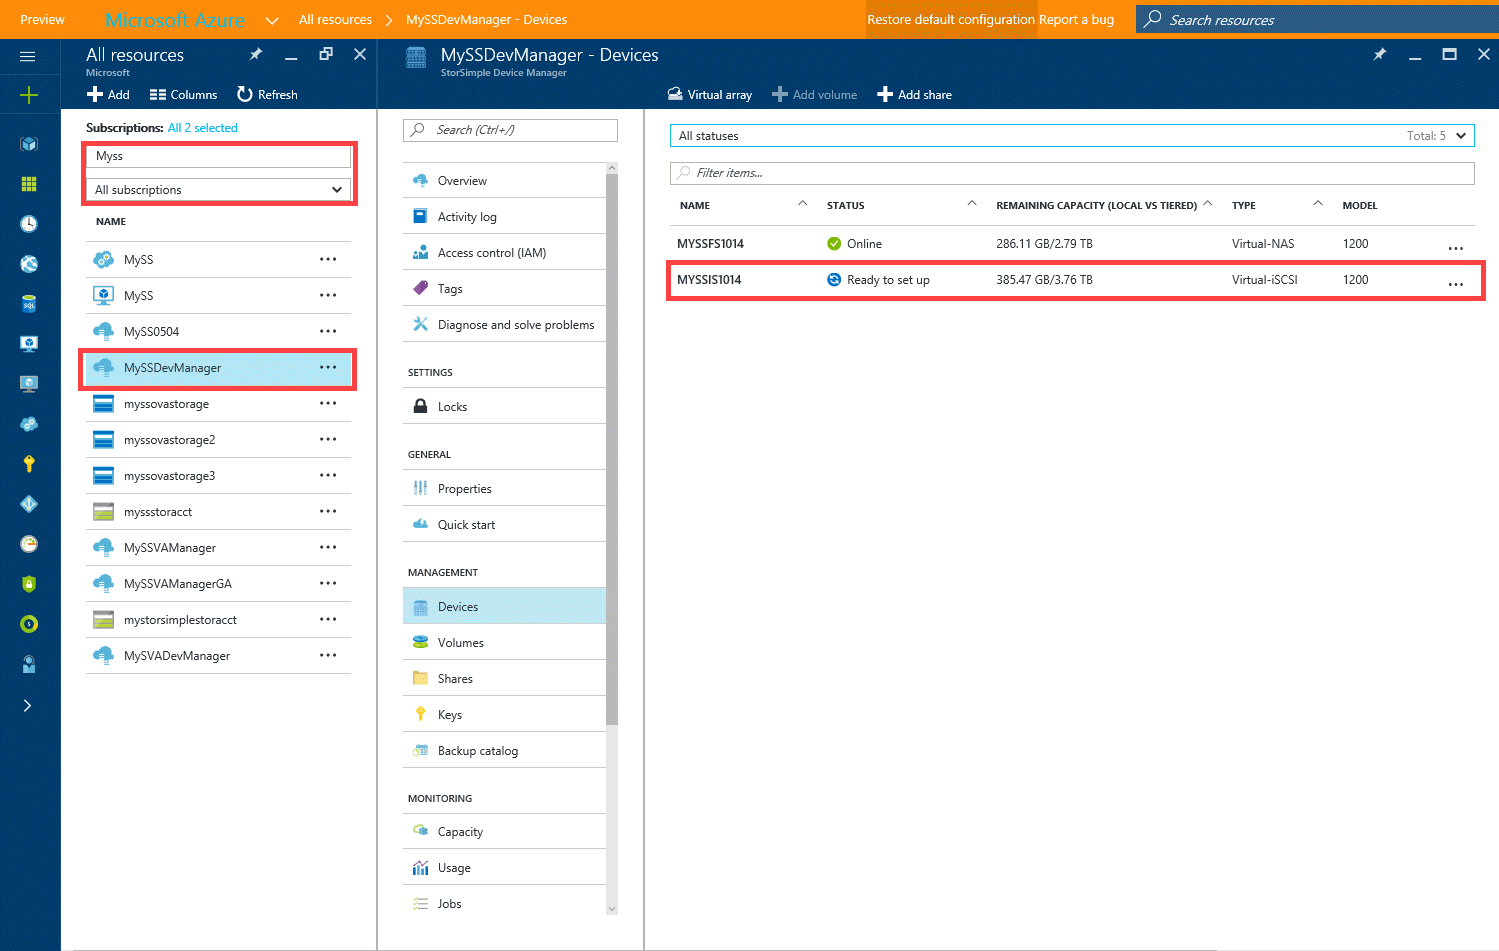 Preview Microsoft Azure All resources MySSDevManager - Devices Restore default configuration Report a bug Search resources
All resources
Microsoft
Add Columns Refresh
Subscriptions: All 2 selected
Myss
All subscriptions
NAME
MySS
MySS
MySS0504
MySSDevManager
myssovastorage
myssovastorage2
myssovastorage3
myssstoracct
MySSVAManager
MySSVAManagerGA
mystorsimplestoracct
MySVADevManager
MySSDevManager - Devices
StorSimple Device Manager
Search (Ctrl+/)
Overview
Activity log
Access control (IAM)
Tags
Diagnose and solve problems
SETTINGS
Locks
GENERAL
Properties
Quick start
MANAGEMENT
Devices
Volumes
Shares
Keys
Backup catalog
MONITORING
Capacity
Usage
Jobs
Virtual array Add volume Add share
All statuses Total: 5
Filter items...
NAME STATUS REMAINING CAPACITY (LOCAL VS TIERED) TYPE MODEL
MYSSFS1014 Online 286.11 GB/2.79 TB Virtual-NAS 1200 ...
MYSSIS1014 Ready to set up 385.47 GB/3.76 TB Virtual-iSCSI 1200 ...